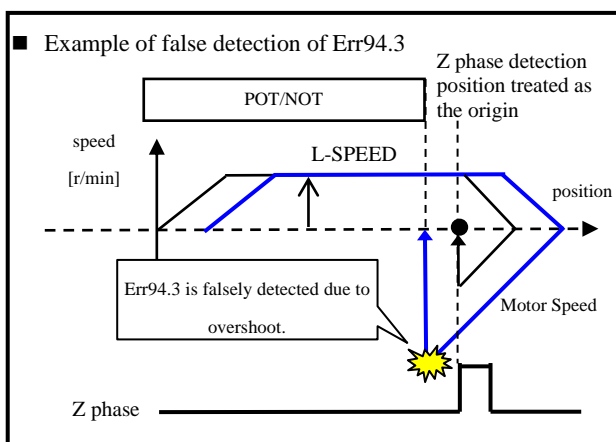 ■ Example of false detection of Err94.3
Z phase detection
position treated as
the origin
POT/NOT
speed
[r/min]
L-SPEED
position
Err94.3 is falsely detected due to
overshoot.
Motor Speed
Z phase